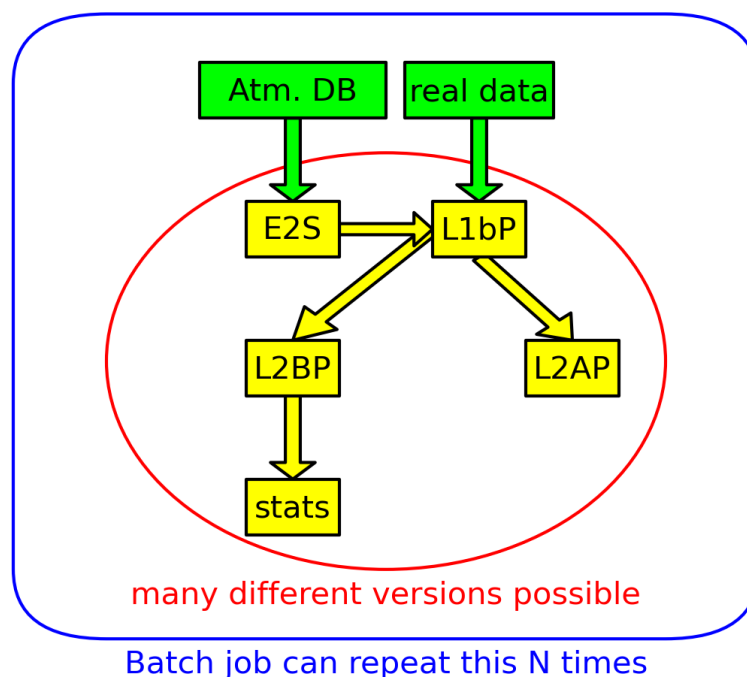 Atm. DB
real data
E2S
L1bP
L2BP
L2AP
stats
many different versions possible
Batch job can repeat this N times